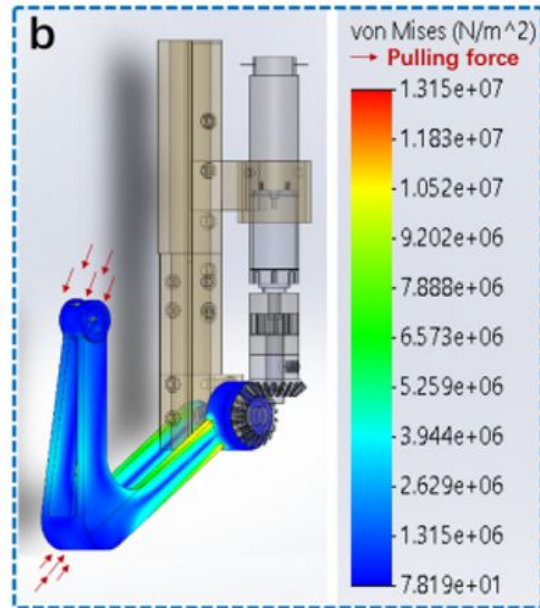 b
von Mises (N/m^2)
Pulling force
1.315e+07
1.183e+07
1.052e+07
9.202e+06
7.888e+06
6.573e+06
5.259e+06
3.944e+06
2.629e+06
1.315e+06
7.819e+01